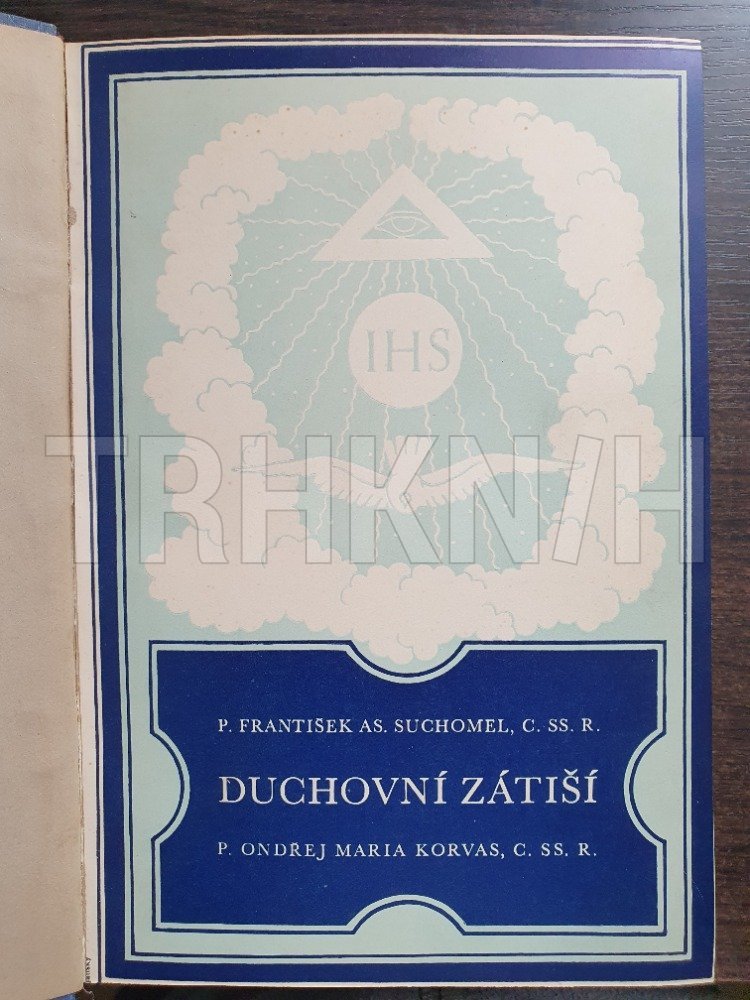 IHS
TRHKNIH
P. FRANTIŠEK AS. SUCHOMEL, C. SS. R.
DUCHOVNÍ ZÁTIŠÍ
P. ONDŘEJ MARIA KORVAS, C. SS. R.